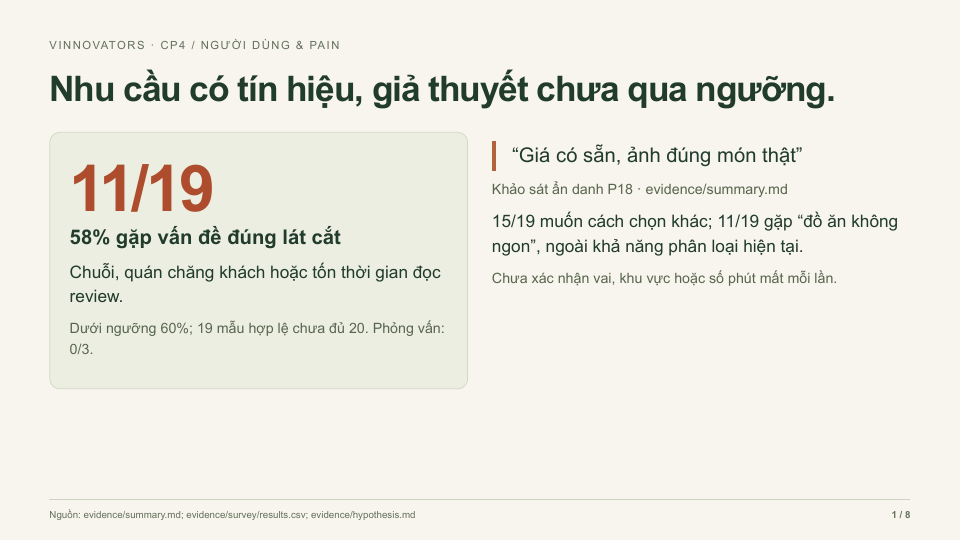 VINNOVATORS · CP4 / NGƯỜI DÙNG & PAIN
Nhu cầu có tín hiệu, giả thuyết chưa qua ngưỡng.
11/19
58% gặp vấn đề đúng lát cắt
Chuỗi, quán chăng khách hoặc tốn thời gian đọc
review.
Dưới ngưỡng 60%; 19 mẫu hợp lệ chưa đủ 20. Phỏng vấn:
0/3.
“Giá có sẵn, ảnh đúng món thật”
Khảo sát ẩn danh P18 · evidence/summary.md
15/19 muốn cách chọn khác; 11/19 gặp “đồ ăn không
ngon”, ngoài khả năng phân loại hiện tại.
Chưa xác nhận vai, khu vực hoặc số phút mất mỗi lần.
Nguồn: evidence/summary.md; evidence/survey/results.csv; evidence/hypothesis.md
1 / 8